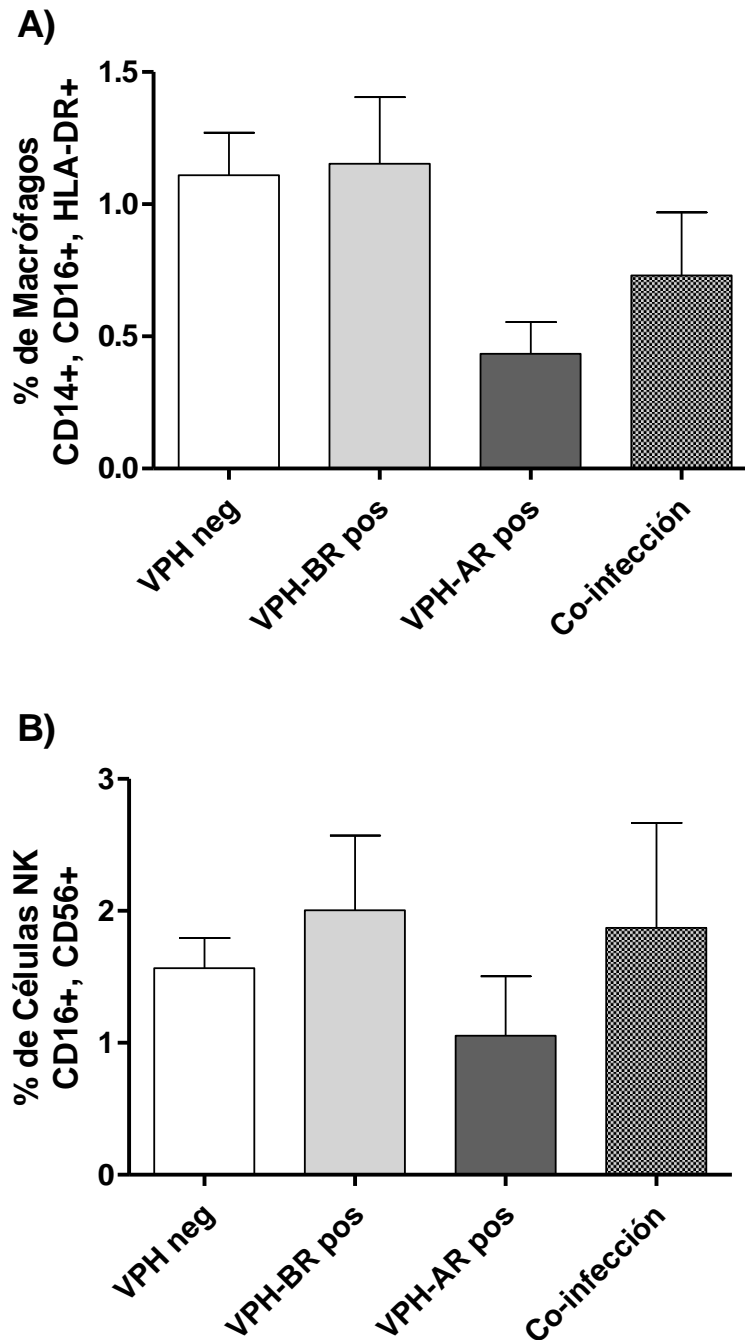 A)
% de Macrófagos
CD14+, CD16+, HLA-DR+
1.5
1.0
0.5
0.0
VPH neg
VPH-BR pos
VPH-AR pos
Co-infección
B)
% de Células NK
CD16+, CD56+
3
2
1
0
VPH neg
VPH-BR pos
VPH-AR pos
Co-infección